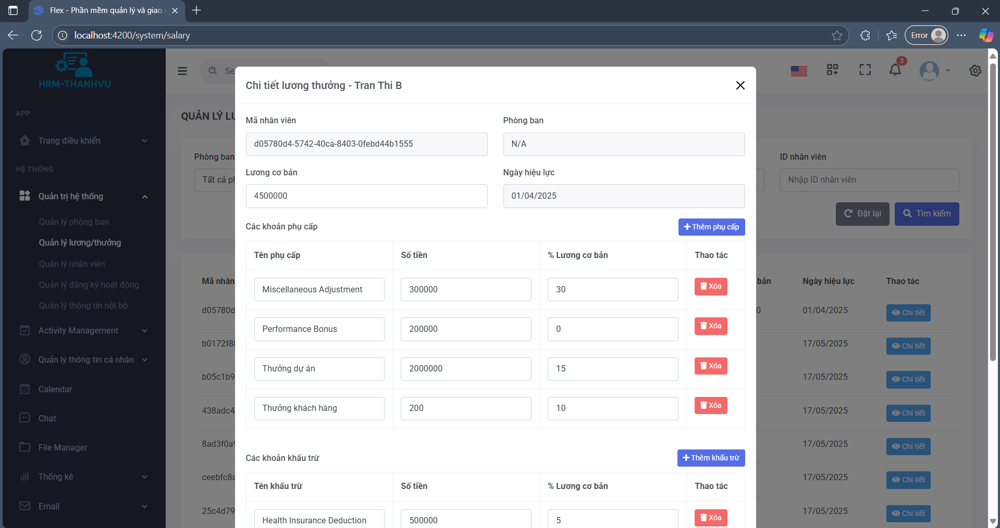 Flex - Phần mềm quản lý và giao
localhost:4200/system/salary
Error
HRM-THANHVU
APP
Trang điều khiển
HỆ THỐNG
Quản trị hệ thống
Quản lý phòng ban
Quản lý lương/thưởng
Quản lý nhân viên
Quản lý đăng ký hoạt động
Quản lý thông tin nội bộ
Activity Management
Quản lý thông tin cá nhân
Calendar
Chat
File Manager
Thống kê
Email
3
QUẢN LÝ
Phòng ban
ID nhân viên
Nhập ID nhân viên
Đặt lại
Tìm kiếm
Chi tiết lương thưởng - Tran Thi B
Mã nhân viên
Phòng ban
d05780d4-5742-40ca-8403-0febd44b1555
N/A
Lương cơ bản
Ngày hiệu lực
4500000
01/04/2025
Các khoản phụ cấp
Thêm phụ cấp
Tên phụ cấp
Số tiền
% Lương cơ bản
Thao tác
Miscellaneous Adjustment
300000
30
Xóa
Performance Bonus
200000
0
Xóa
Thưởng dự án
2000000
15
Xóa
Thưởng khách hàng
200
10
Xóa
Các khoản khấu trừ
Thêm khấu trừ
Tên khấu trừ
Số tiền
% Lương cơ bản
Thao tác
Health Insurance Deduction
500000
5
Xóa
Mã nhân
bản
Ngày hiệu lực
Thao tác
d05780d
0
01/04/2025
Chi tiết
b0172f8
17/05/2025
Chi tiết
b05c1b9
17/05/2025
Chi tiết
438adc4
17/05/2025
Chi tiết
8ad3f0a
17/05/2025
Chi tiết
ceebfc8
17/05/2025
Chi tiết
25c4d79
17/05/2025
Chi tiết